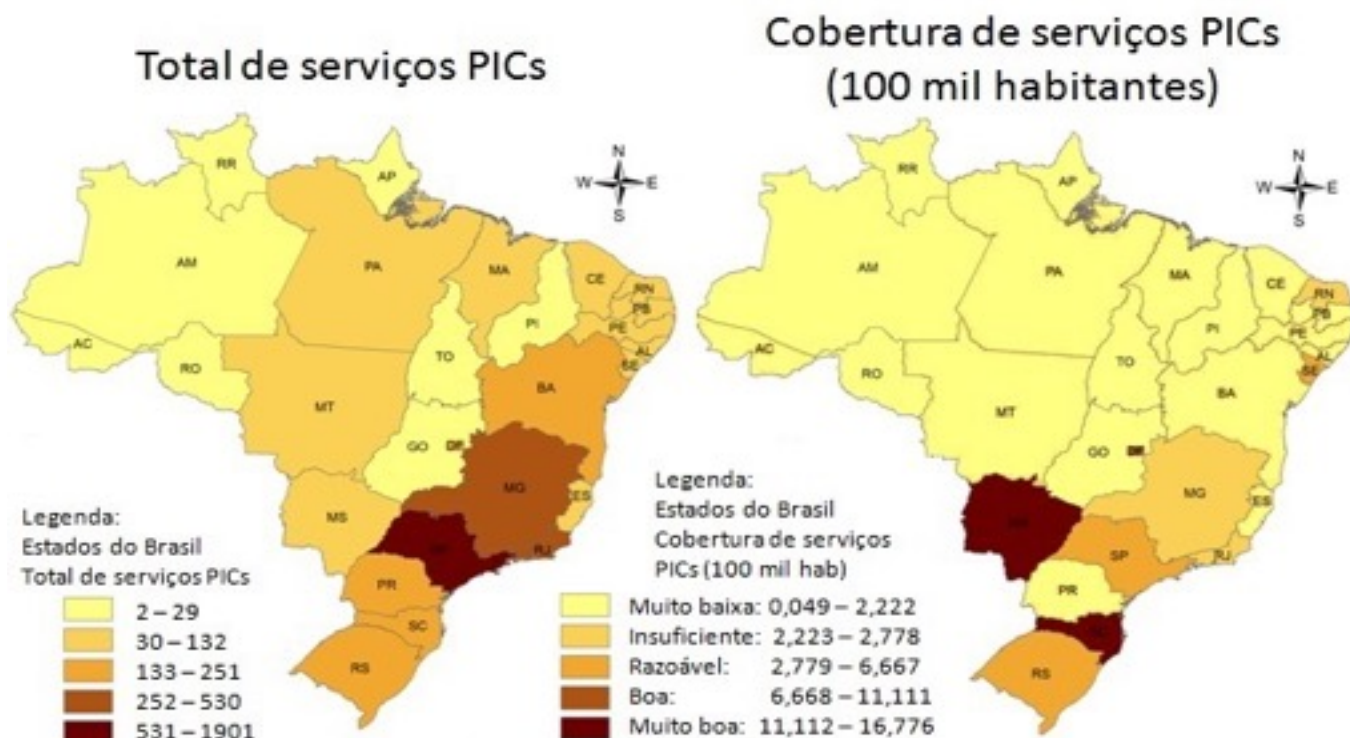 Total de serviços PICs
Cobertura de serviços PICs
(100 mil habitantes)
N
W
E
S
RR
AP
AM
PA
MA
CE
RN
PB
PE
AL
SE
PI
AC
RO
TO
MT
BA
GO
MG
ES
MS
RJ
PR
SC
RS
Legenda:
Estados do Brasil
Total de serviços PICs
2 – 29
30 – 132
133 – 251
252 – 530
531 – 1901
N
W
E
S
RR
AP
AM
PA
MA
CE
RN
PB
PE
AL
SE
PI
AC
RO
TO
MT
BA
GO
MG
ES
SP
RJ
PR
RS
Legenda:
Estados do Brasil
Cobertura de serviços
PICs (100 mil hab)
Muito baixa: 0,049 – 2,222
Insuficiente: 2,223 – 2,778
Razoável: 2,779 – 6,667
Boa: 6,668 – 11,111
Muito boa: 11,112 – 16,776